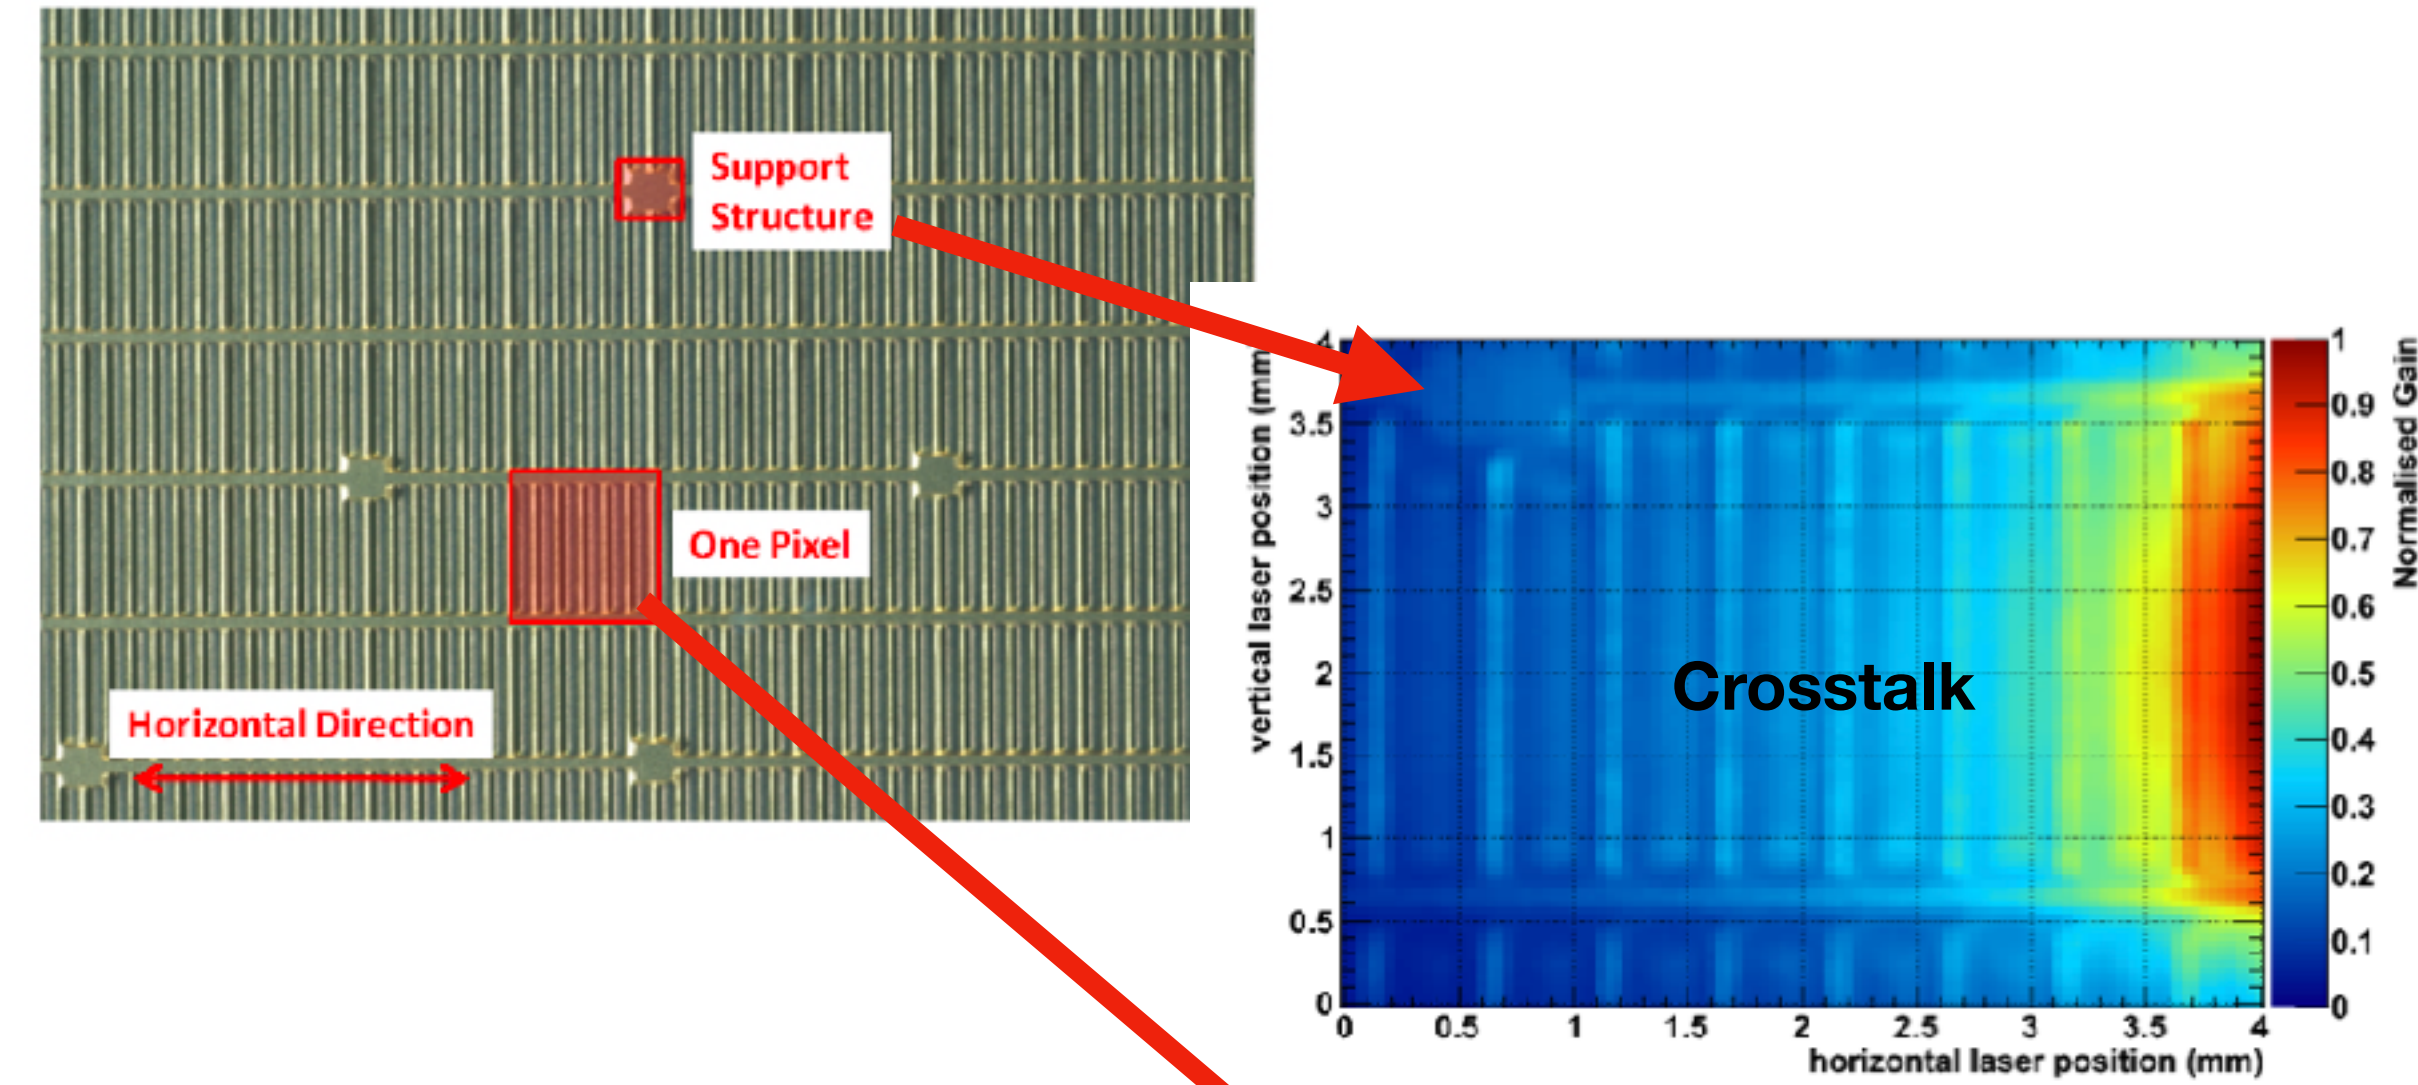 Support
Structure
One Pixel
Horizontal Direction
Crosstalk
vertical laser position (mm
4
3.5
3
2.5
2
1.5
1
0.5
0
0 0.5 1 1.5 2 2.5 3 3.5 4
horizontal laser position (mm)
1
0.9
0.8
0.7
0.6
0.5
0.4
0.3
0.2
0.1
0
Normalised Gain